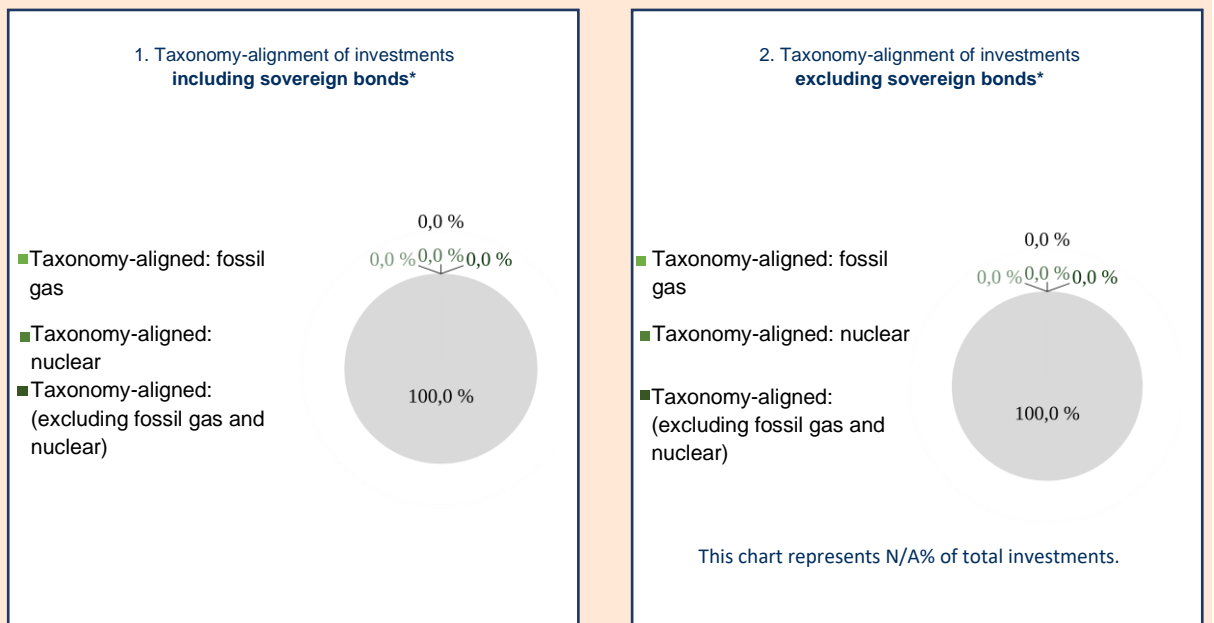 1. Taxonomy-alignment of investments
including sovereign bonds*
0,0 %
0,0 % 0,0 % 0,0 %
100,0 %
Taxonomy-aligned: fossil
gas
Taxonomy-aligned:
nuclear
Taxonomy-aligned:
(excluding fossil gas and
nuclear)
2. Taxonomy-alignment of investments
excluding sovereign bonds*
0,0 %
0,0 % 0,0 % 0,0 %
100,0 %
Taxonomy-aligned: fossil
gas
Taxonomy-aligned: nuclear
Taxonomy-aligned:
(excluding fossil gas and
nuclear)
This chart represents N/A% of total investments.